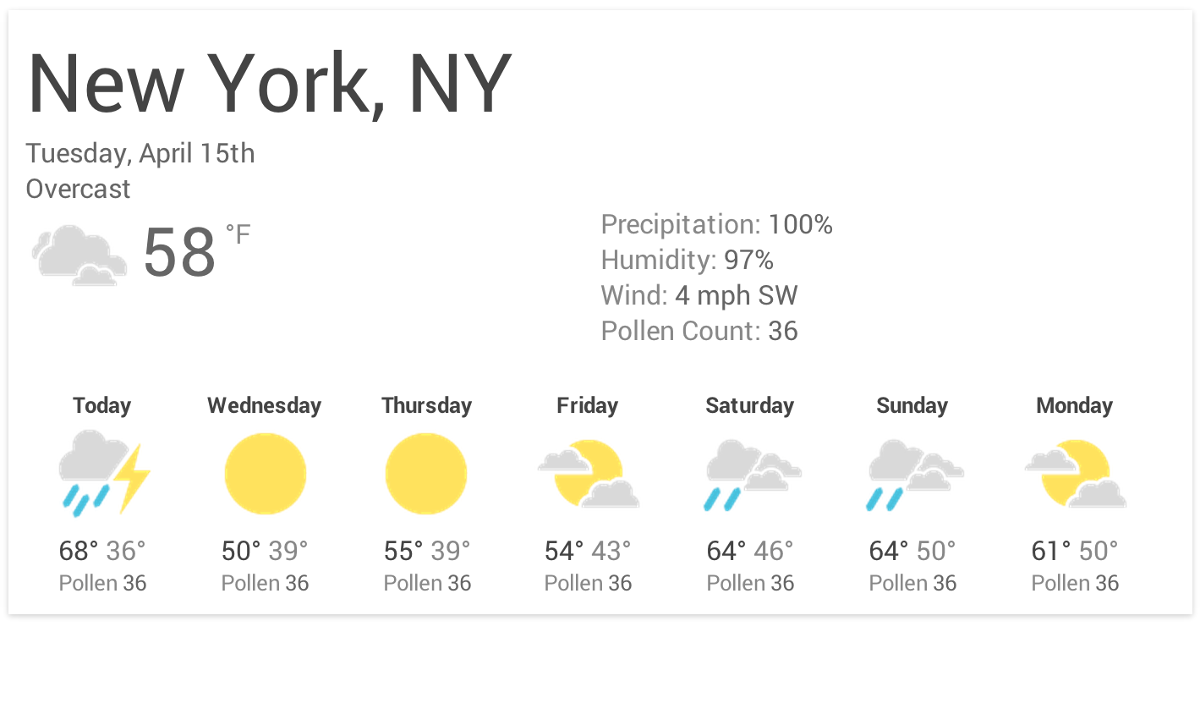 New York, NY
Tuesday, April 15th
Overcast
58 °F
Precipitation: 100%
Humidity: 97%
Wind: 4 mph SW
Pollen Count: 36
Today Wednesday Thursday Friday Saturday Sunday Monday
68° 36° 50° 39° 55° 39° 54° 43° 64° 46° 64° 50° 61° 50°
Pollen 36 Pollen 36 Pollen 36 Pollen 36 Pollen 36 Pollen 36 Pollen 36